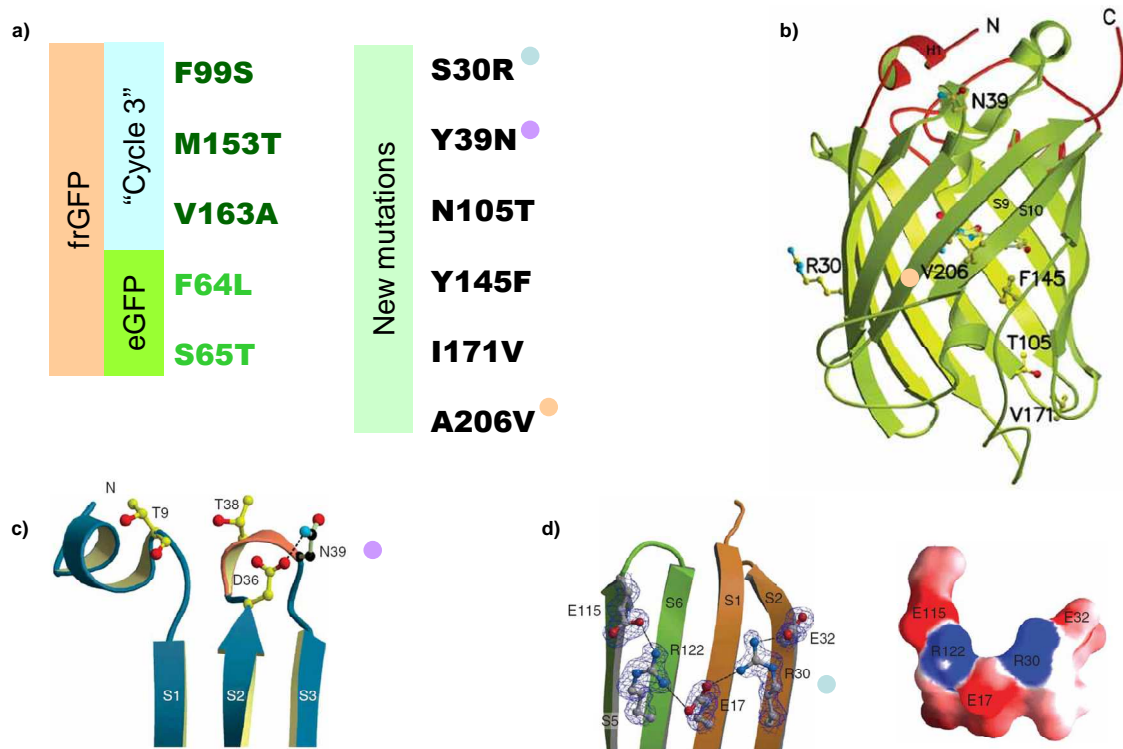 a)
frGFP
“Cycle 3”
eGFP
F99S
M153T
V163A
F64L
S65T
New mutations
S30R
Y39N
N105T
Y145F
I171V
A206V
b)
N
C
H1
N39
S9
S10
R30
V206
F145
T105
V171
c)
N
T9
T38
N39
D36
S1
S2
S3
d)
E115
S6
S1
S2
E32
R122
R30
E17
S5
E115
E32
R122
R30
E17